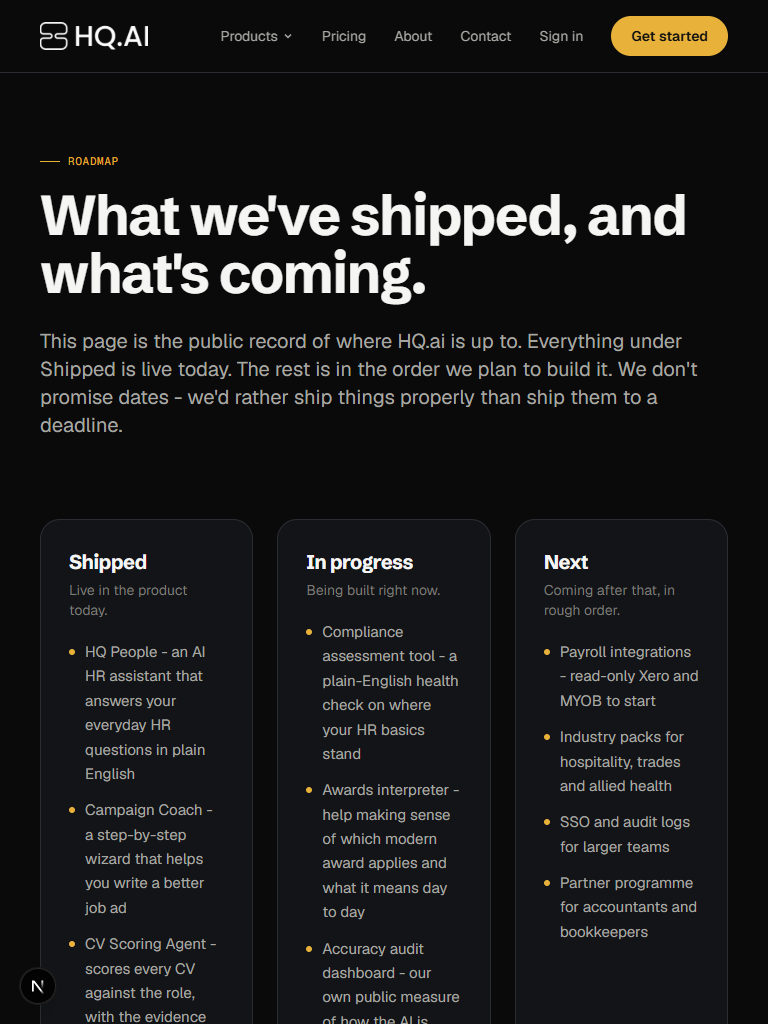 HQ.AI
Products
Pricing
About
Contact
Sign in
Get started
ROADMAP
What we've shipped, and
what's coming.
This page is the public record of where HQ.ai is up to. Everything under
Shipped is live today. The rest is in the order we plan to build it. We don't
promise dates - we'd rather ship things properly than ship them to a
deadline.
Shipped
Live in the product
today.
HQ People - an AI
HR assistant that
answers your
everyday HR
questions in plain
English
Campaign Coach -
a step-by-step
wizard that helps
you write a better
job ad
CV Scoring Agent -
scores every CV
against the role,
with the evidence
In progress
Being built right now.
Compliance
assessment tool - a
plain-English health
check on where
your HR basics
stand
Awards interpreter -
help making sense
of which modern
award applies and
what it means day
to day
Accuracy audit
dashboard - our
own public measure
of how the AI is
Next
Coming after that, in
rough order.
Payroll integrations
- read-only Xero and
MYOB to start
Industry packs for
hospitality, trades
and allied health
SSO and audit logs
for larger teams
Partner programme
for accountants and
bookkeepers
N